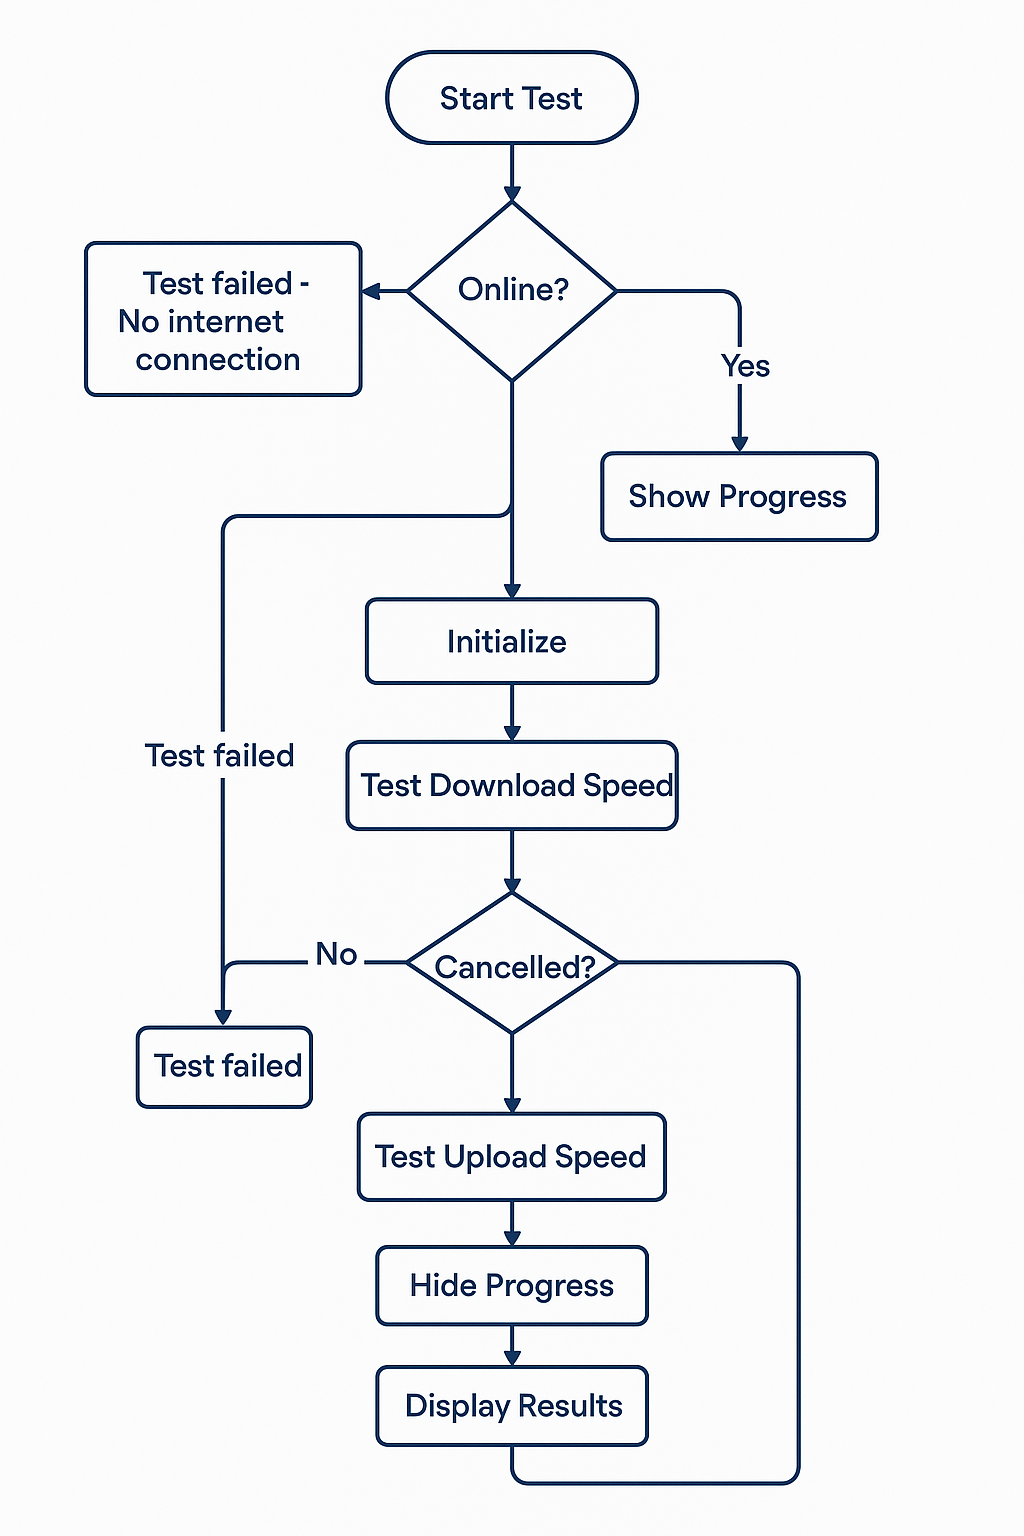 Start Test
Online?
Test failed -
No internet
connection
Yes
Show Progress
Initialize
Test failed
Test Download Speed
No
Cancelled?
Test failed
Test Upload Speed
Hide Progress
Display Results